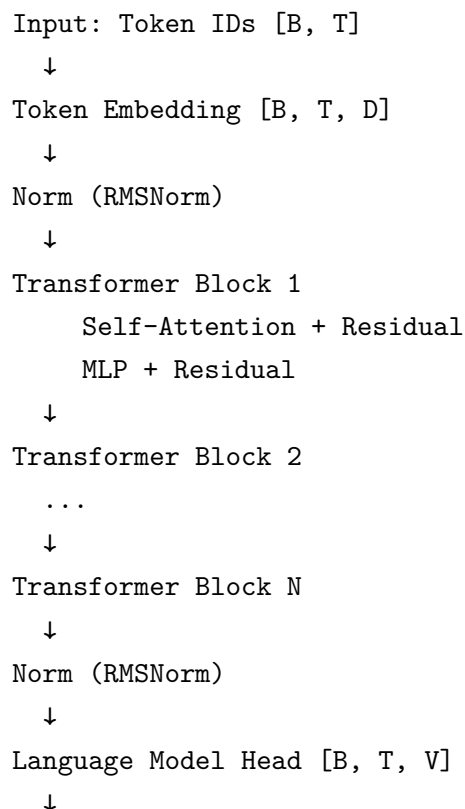 Input: Token IDs [B, T]
↓
Token Embedding [B, T, D]
↓
Norm (RMSNorm)
↓
Transformer Block 1
Self-Attention + Residual
MLP + Residual
↓
Transformer Block 2
...
↓
Transformer Block N
↓
Norm (RMSNorm)
↓
Language Model Head [B, T, V]
↓